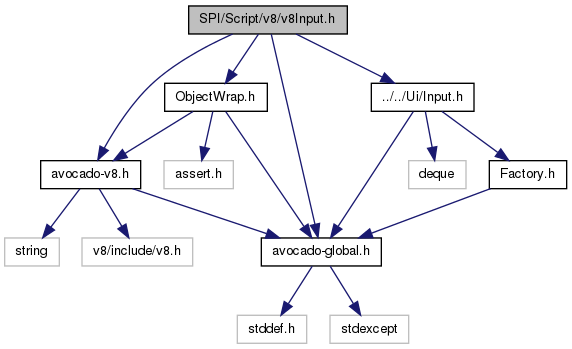 SPI/Script/v8/v8Input.h
ObjectWrap.h
../../Ui/Input.h
avocado-v8.h
assert.h
deque
Factory.h
string
v8/include/v8.h
avocado-global.h
stddef.h
stdexcept